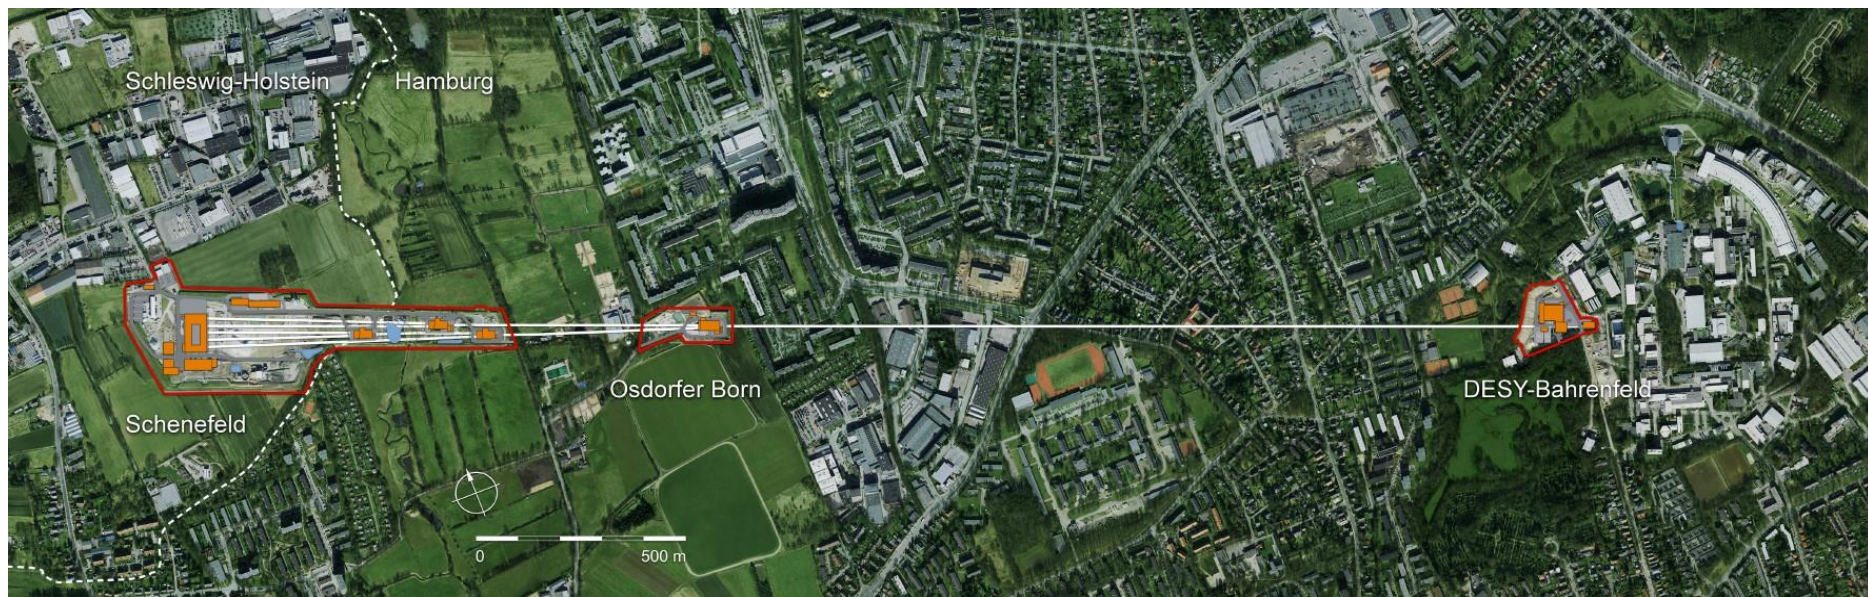 Schleswig-Holstein
Hamburg
Osdorfer Born
DESY-Bahrenfeld
Schenefeld
0
500 m